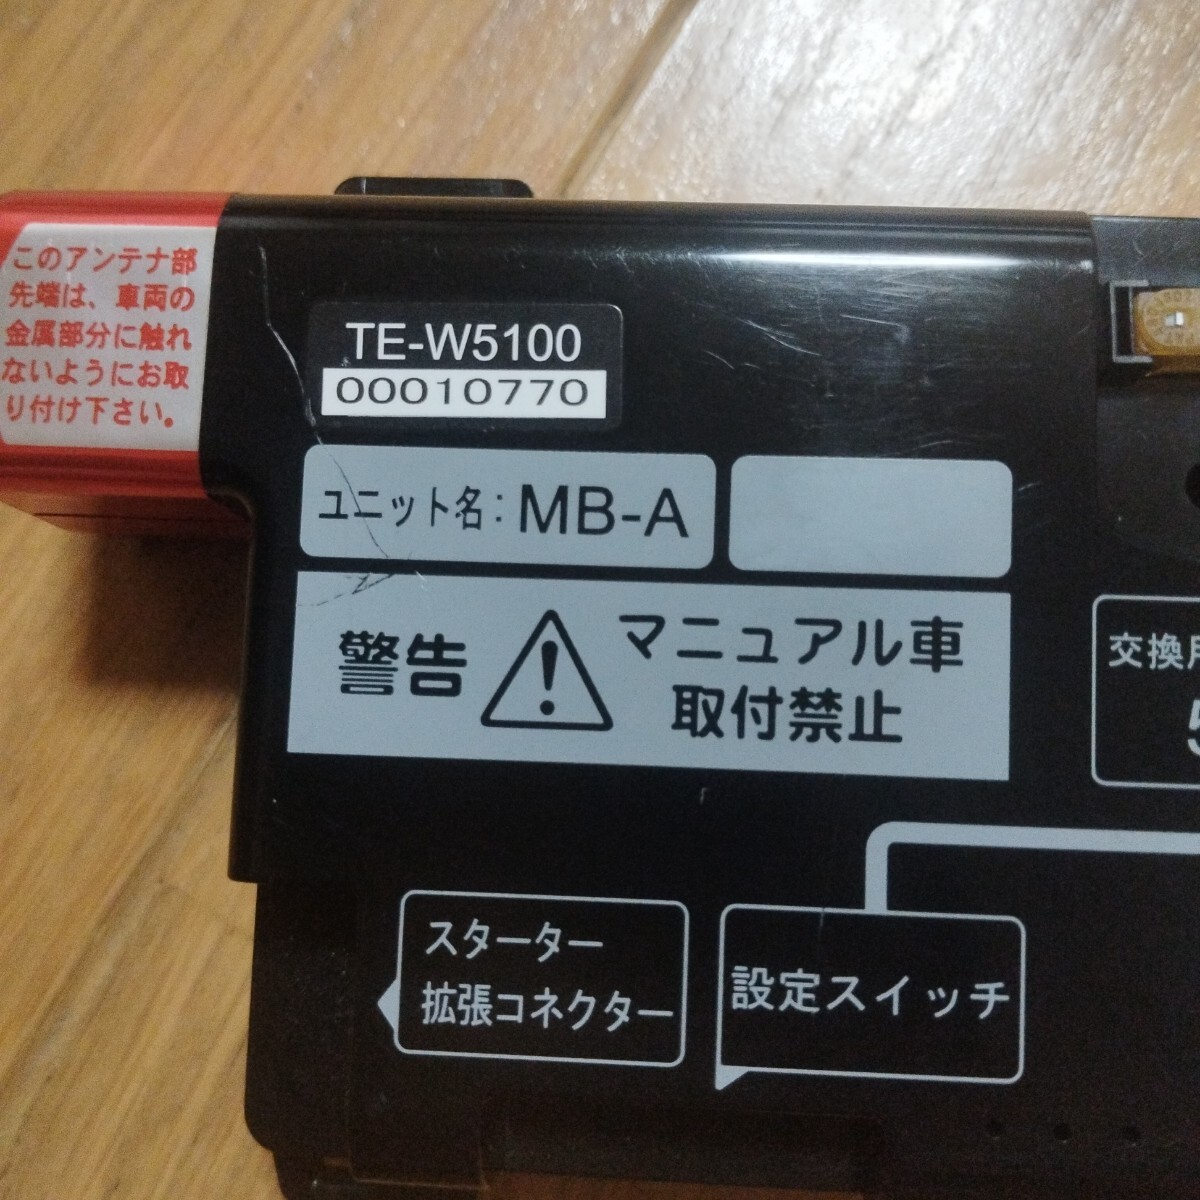 このアンテナ部
先端は、車両の
金属部分に触れ
ないようにお取
り付け下さい。
TE-W5100
00010770
ユニット名：MB-A
警告
マニュアル車
取付禁止
交換用
スターター
拡張コネクター
設定スイッチ